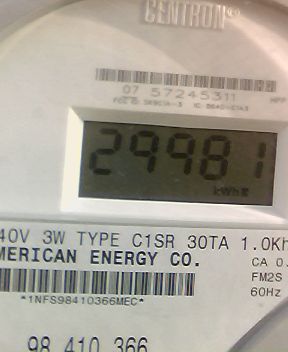 CENTRON®
07 57245311
29981
kWh
40V 3W TYPE C1SR 30TA 1.0Kh
MERICAN ENERGY CO.
CA 0.
FM2S
60Hz
*1NFS98410366MEC*
98 410 366